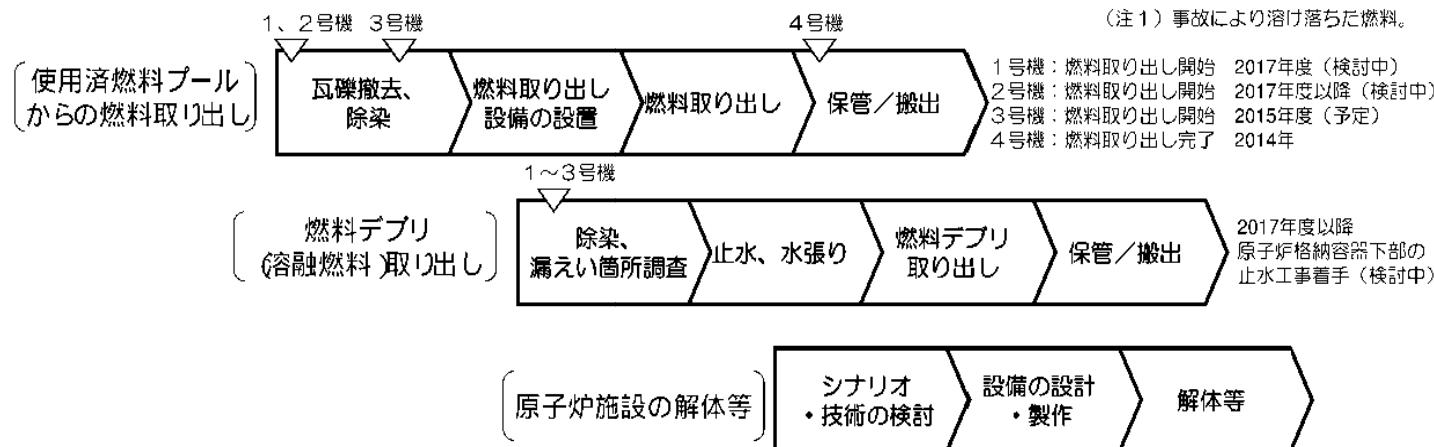 1、2号機 3号機
4号機
（注1）事故により溶け落ちた燃料。
使用済燃料プール
からの燃料取り出し
瓦礫撤去、
除染
燃料取り出し
設備の設置
燃料取り出し
保管／搬出
1号機：燃料取り出し開始 2017年度（検討中）
2号機：燃料取り出し開始 2017年度以降（検討中）
3号機：燃料取り出し開始 2015年度（予定）
4号機：燃料取り出し完了 2014年
1～3号機
燃料デブリ
（溶融燃料）取り出し
除染、
漏えい箇所調査
止水、水張り
燃料デブリ
取り出し
保管／搬出
2017年度以降
原子炉格納容器下部の
止水工事着手（検討中）
原子炉施設の解体等
シナリオ
・技術の検討
設備の設計
・製作
解体等